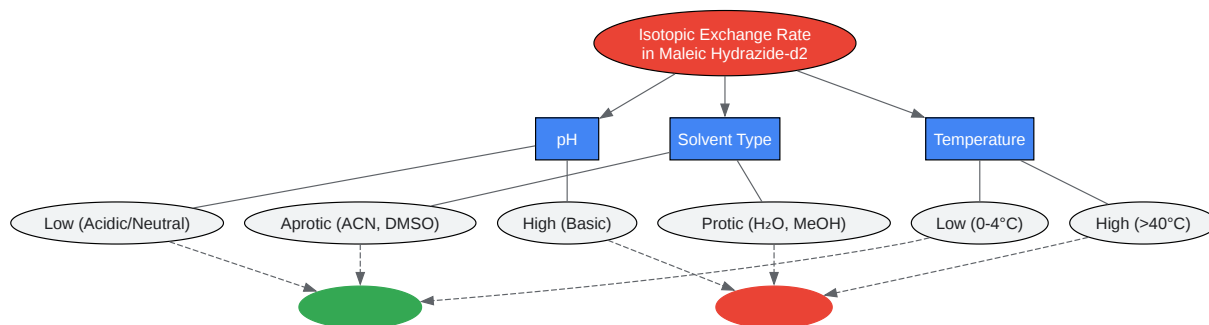 Isotopic Exchange Rate
in Maleic Hydrazide-d2
pH
Solvent Type
Temperature
Low (Acidic/Neutral)
Aprotic (ACN, DMSO)
High (Basic)
Protic (H₂O, MeOH)
Low (0-4°C)
High (>40°C)